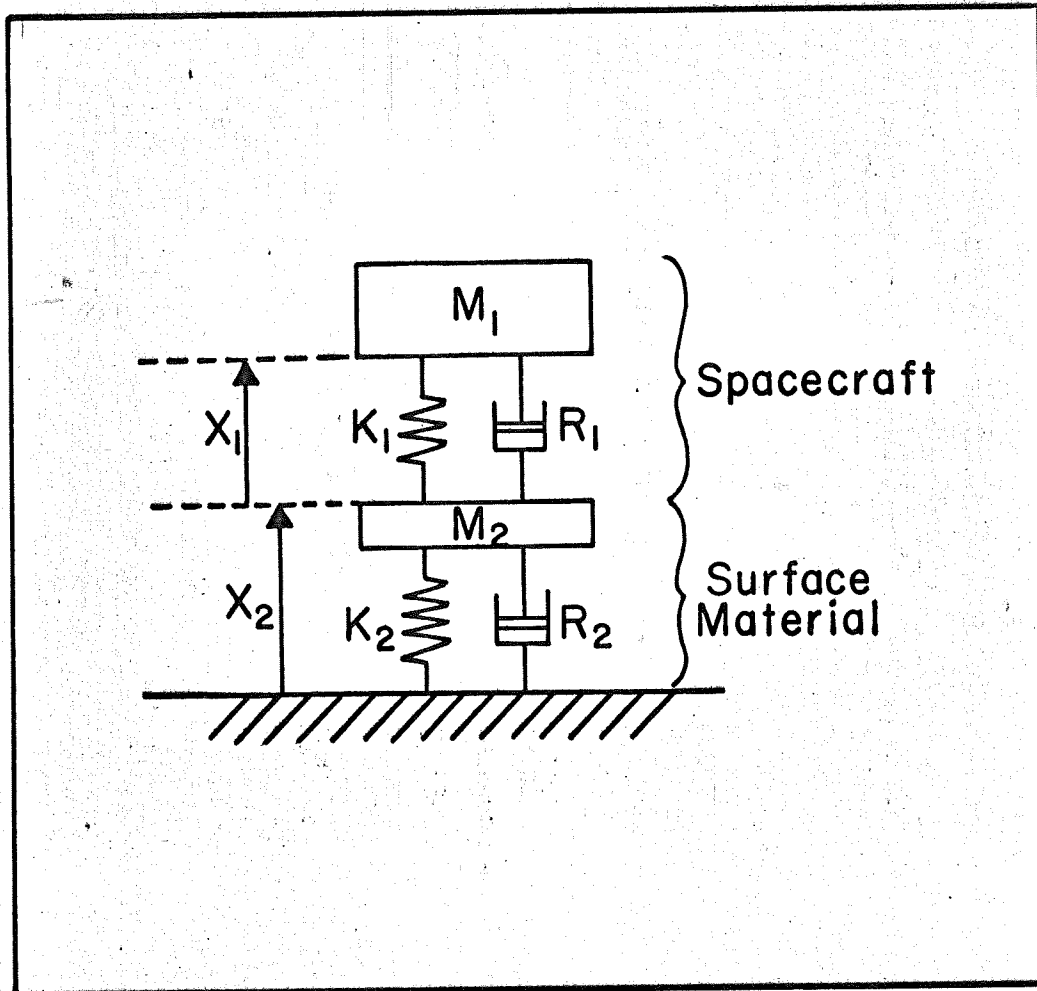 M₁
Spacecraft
X₁
K₁
R₁
M₂
X₂
K₂
R₂
Surface
Material